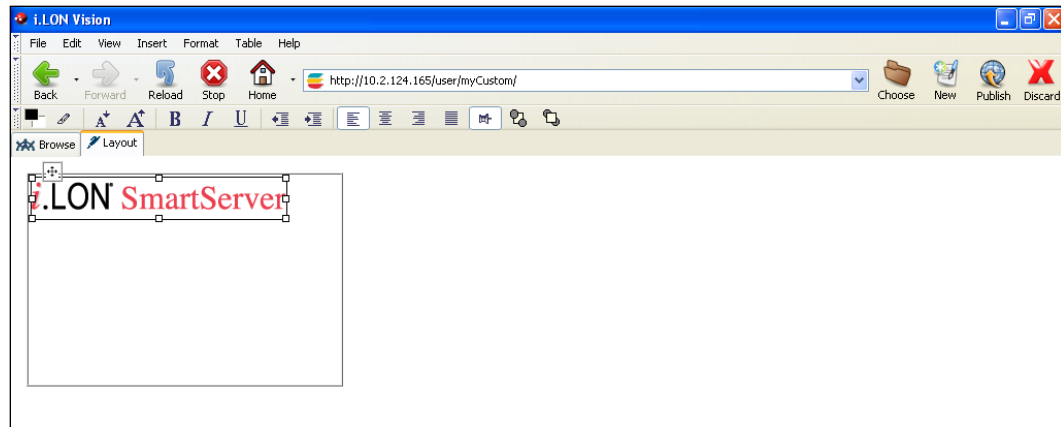 i.LON Vision
File Edit View Insert Format Table Help
Back Forward Reload Stop Home http://10.2.124.165/user/myCustom/ Choose New Publish Discard
A A B I U
Browse Layout
i.LON SmartServer